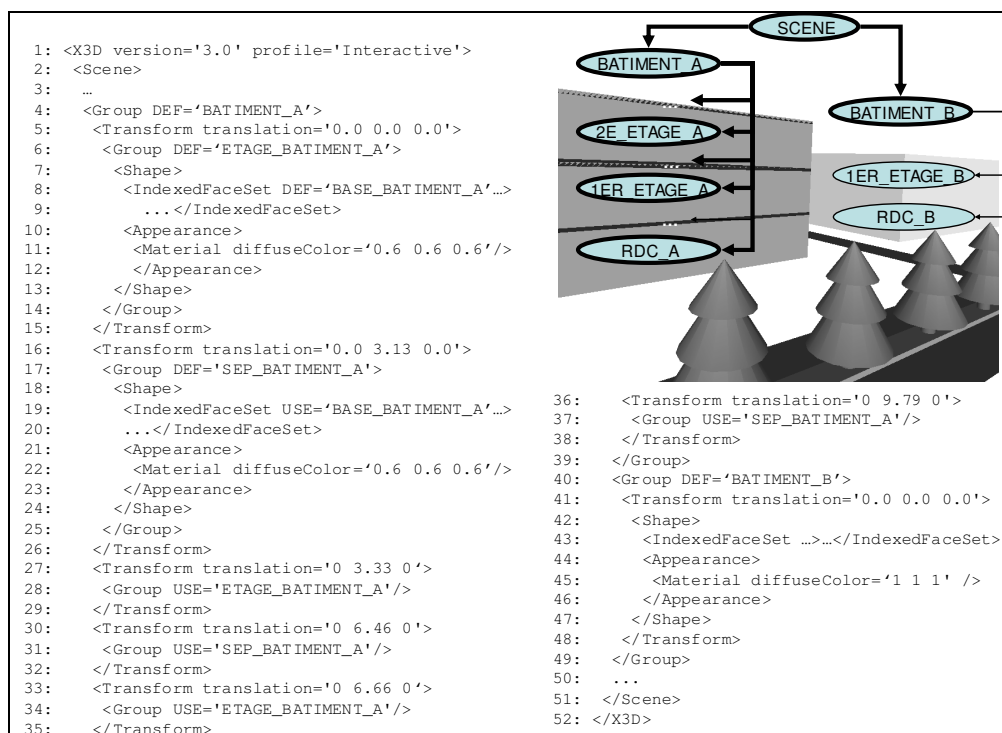 1: <X3D version='3.0' profile='Interactive'>
2: <Scene>
3: …
4: <Group DEF=‘BATIMENT_A’>
5: <Transform translation='0.0 0.0 0.0'>
6: <Group DEF=‘ETAGE_BATIMENT_A’>
7: <Shape>
8: <IndexedFaceSet DEF=‘BASE_BATIMENT_A’…>
9: ...</IndexedFaceSet>
10: <Appearance>
11: <Material diffuseColor=‘0.6 0.6 0.6’/>
12: </Appearance>
13: </Shape>
14: </Group>
15: </Transform>
16: <Transform translation='0.0 3.13 0.0'>
17: <Group DEF='SEP_BATIMENT_A'>
18: <Shape>
19: <IndexedFaceSet USE=‘BASE_BATIMENT_A’…>
20: ...</IndexedFaceSet>
21: <Appearance>
22: <Material diffuseColor=‘0.6 0.6 0.6’/>
23: </Appearance>
24: </Shape>
25: </Group>
26: </Transform>
27: <Transform translation='0 3.33 0‘>
28: <Group USE='ETAGE_BATIMENT_A'/>
29: </Transform>
30: <Transform translation='0 6.46 0'>
31: <Group USE='SEP_BATIMENT_A'/>
32: </Transform>
33: <Transform translation='0 6.66 0‘>
34: <Group USE='ETAGE_BATIMENT_A'/>
35: </Transform>
SCENE
BATIMENT_A
BATIMENT_B
2E_ETAGE_A
1ER_ETAGE_A
1ER_ETAGE_B
RDC_B
RDC_A
36: <Transform translation='0 9.79 0'>
37: <Group USE='SEP_BATIMENT_A'/>
38: </Transform>
39: </Group>
40: <Group DEF=‘BATIMENT_B’>
41: <Transform translation='0.0 0.0 0.0'>
42: <Shape>
43: <IndexedFaceSet …>…</IndexedFaceSet>
44: <Appearance>
45: <Material diffuseColor=‘1 1 1' />
46: </Appearance>
47: </Shape>
48: </Transform>
49: </Group>
50: ...
51: </Scene>
52: </X3D>